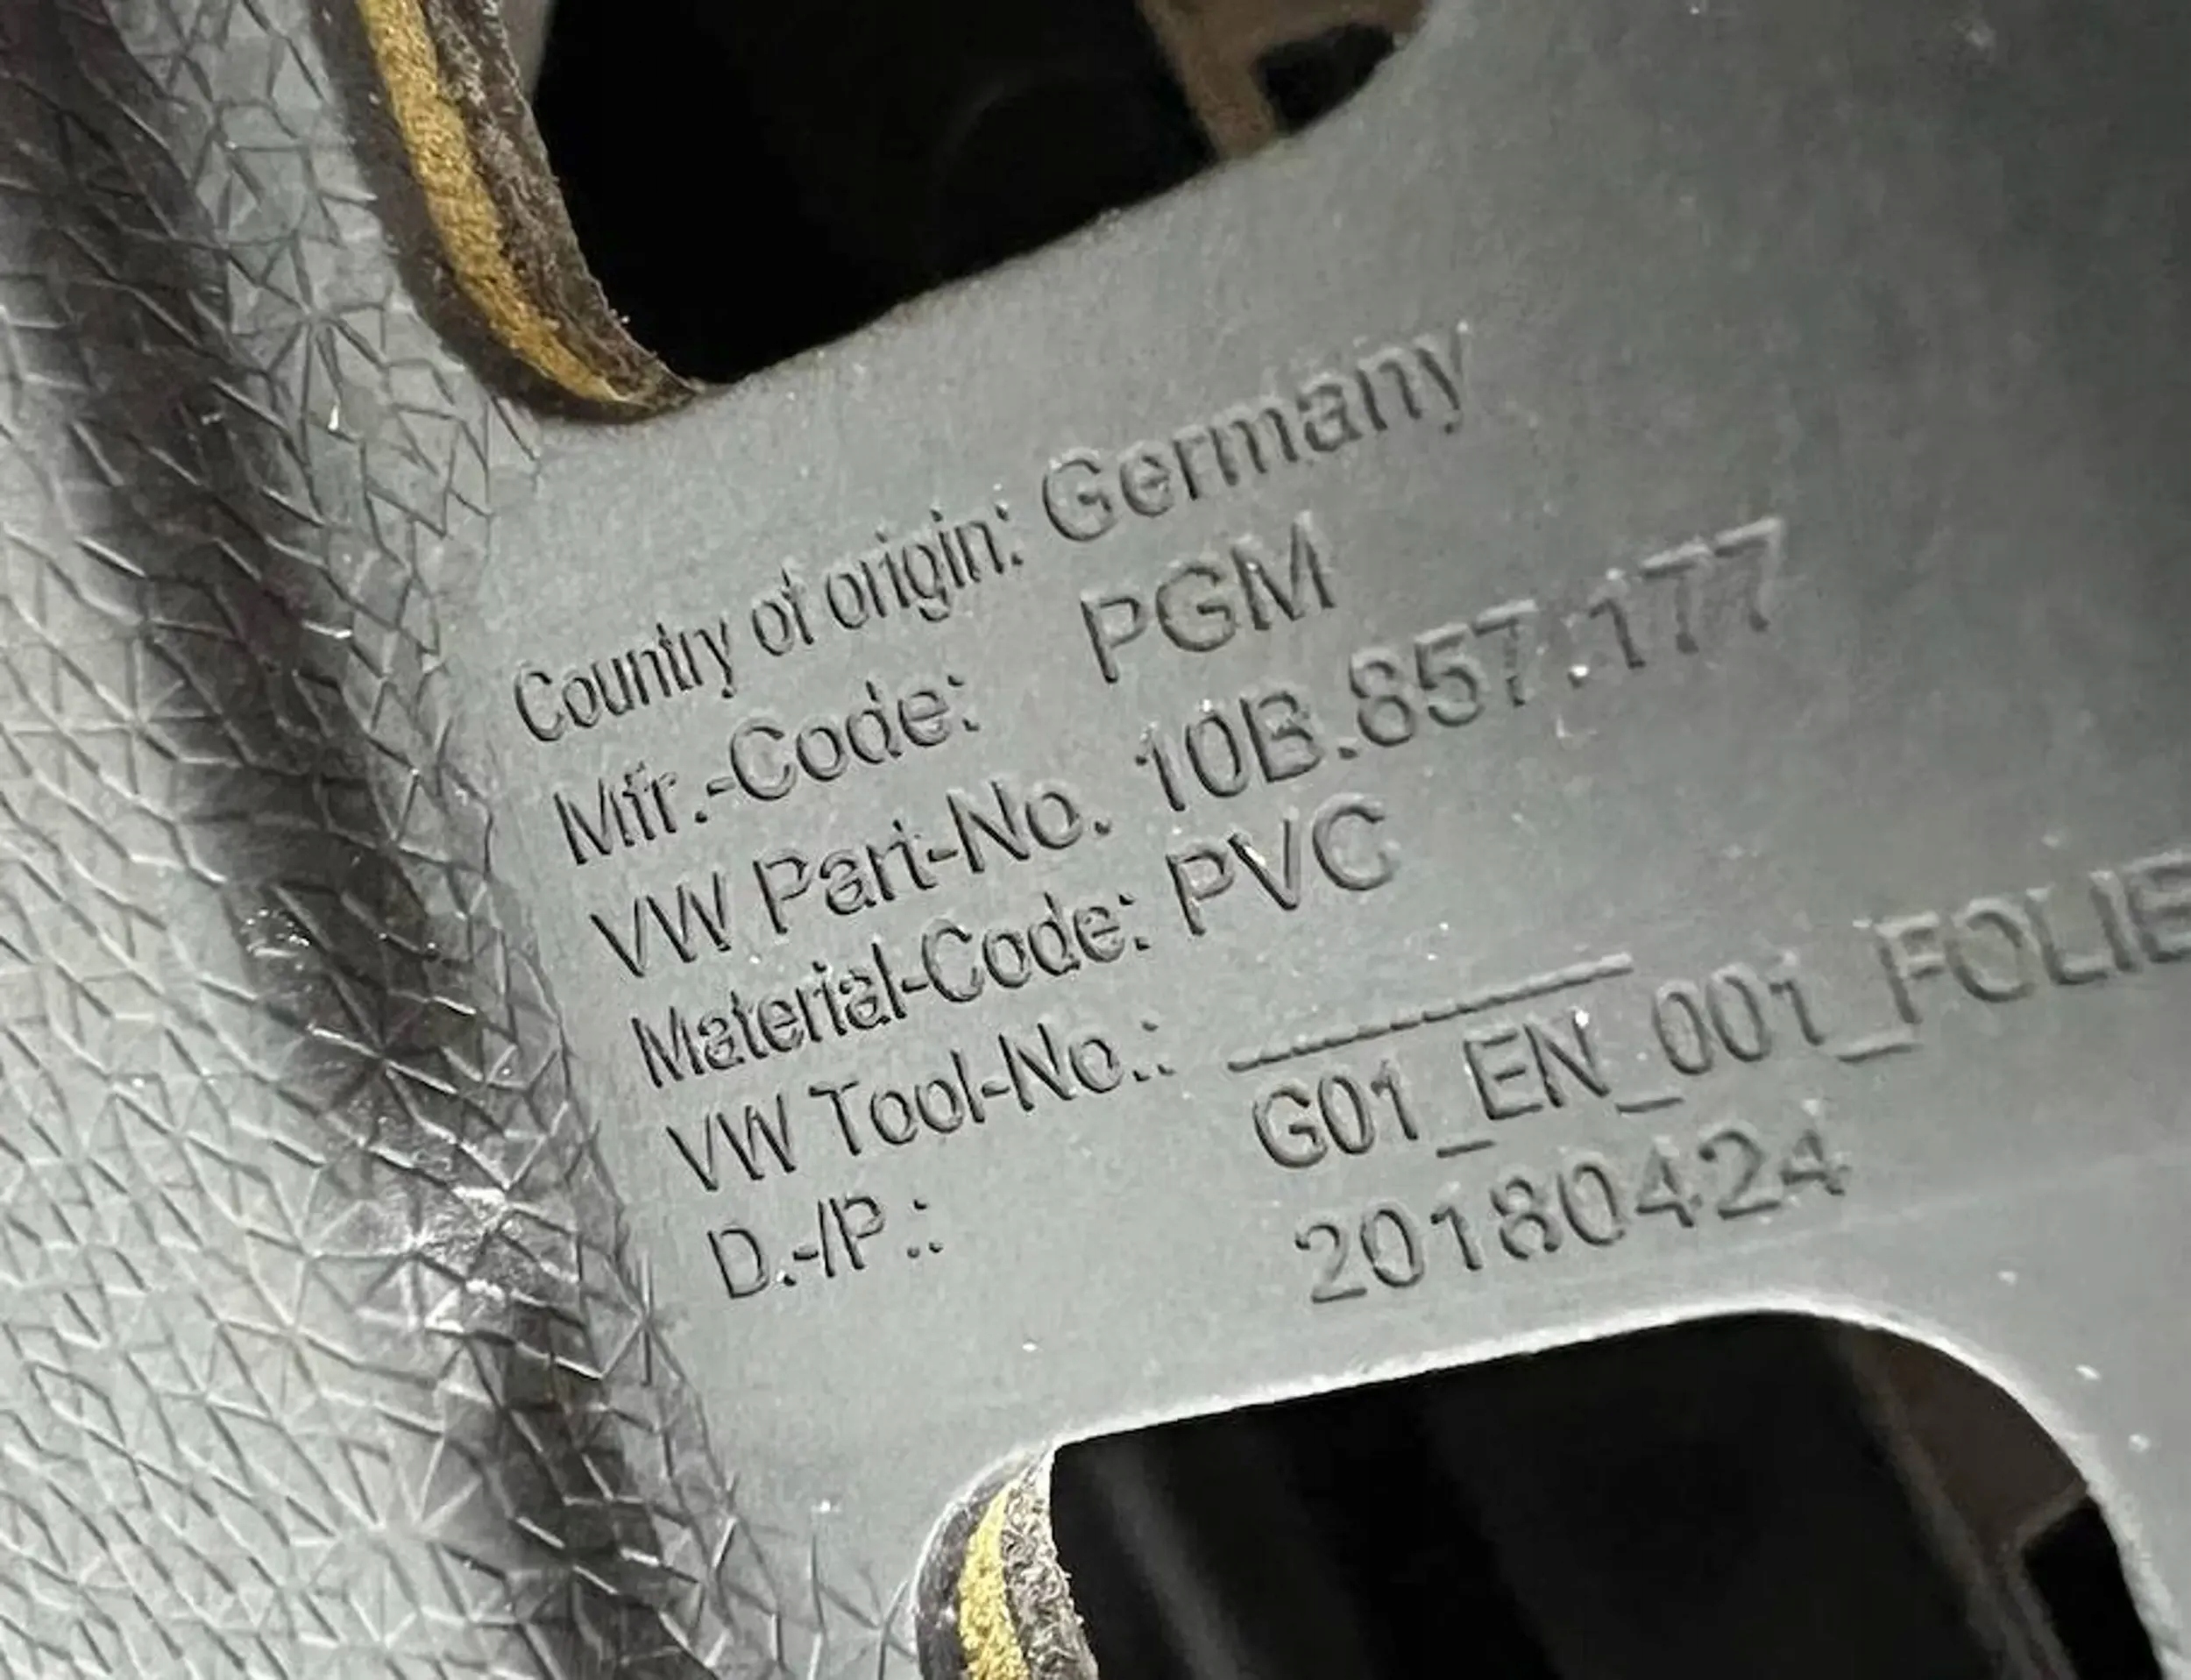 Country of origin: Germany
Mfr.-Code: PGM
VW Part-No. 10B.857.177
Material-Code: PVC
VW Tool-No.: __________
G01_EN_001_FOLIE
D.-/P.: 20180424